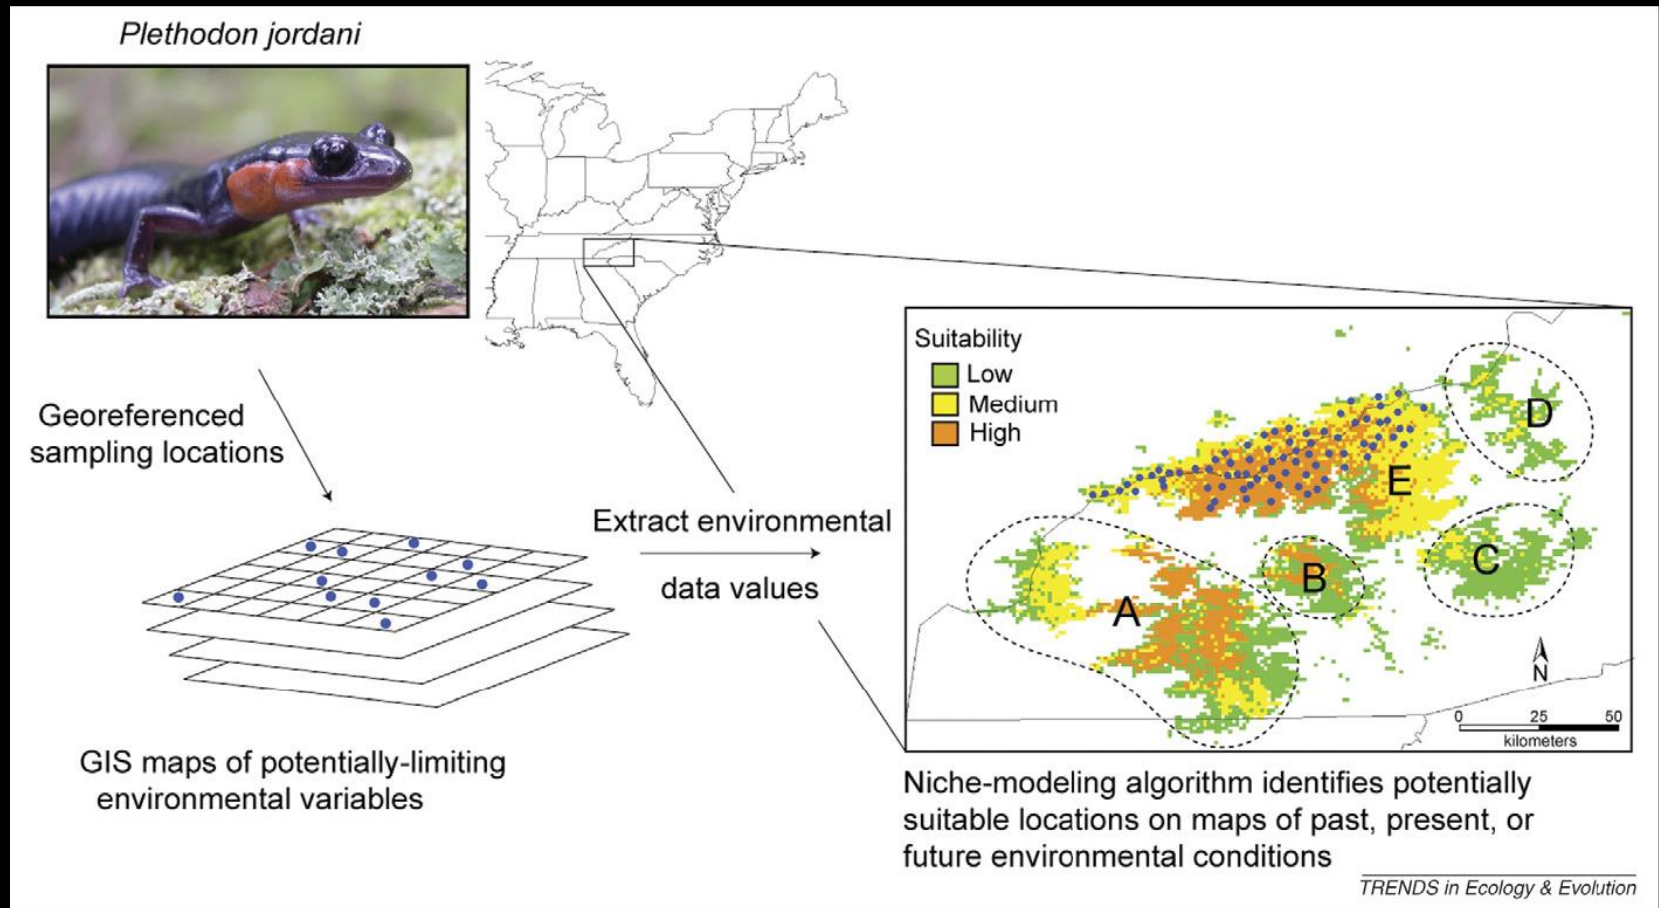 Plethodon jordani
Georeferenced
sampling locations
GIS maps of potentially-limiting
environmental variables
Extract environmental
data values
Suitability
Low
Medium
High
D
E
C
B
A
N
0 25 50
kilometers
Niche-modeling algorithm identifies potentially
suitable locations on maps of past, present, or
future environmental conditions
TRENDS in Ecology & Evolution